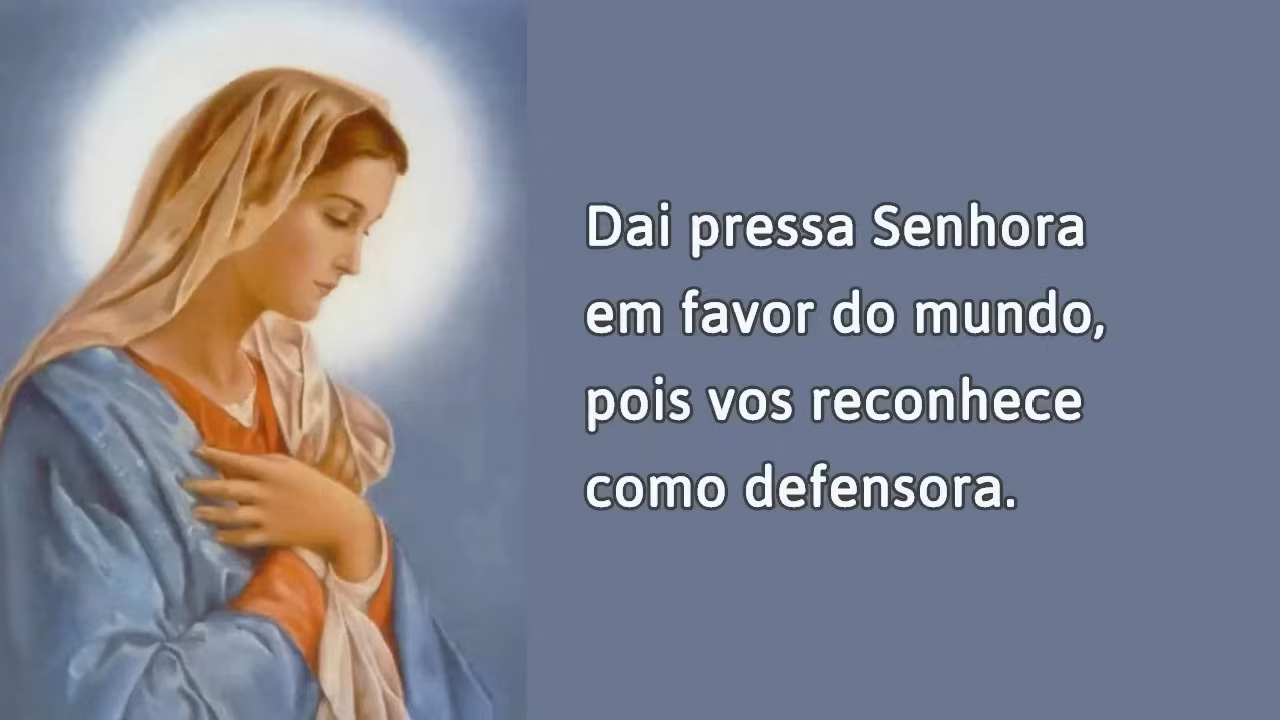 Dai pressa Senhora
em favor do mundo,
pois vos reconhece
como defensora.